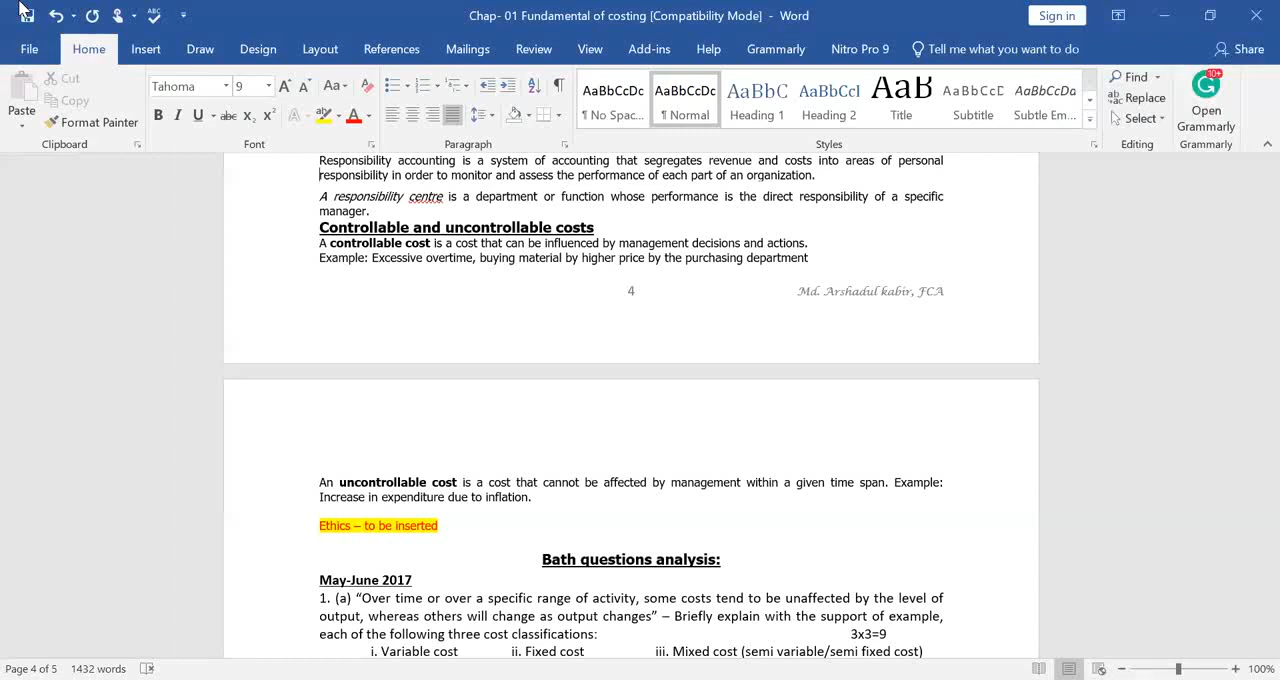 Chap- 01 Fundamental of costing [Compatibility Mode] - Word
Sign in
File Home Insert Draw Design Layout References Mailings Review View Add-ins Help Grammarly Nitro Pro 9 Tell me what you want to do Share
Paste
Cut
Copy
Format Painter
Clipboard
Tahoma 9
Font
Paragraph
AaBbCcDc AaBbCcDc AaBbC AaBbCcI AaB AaBbCcD AaBbCcDa
¶ No Spac... ¶ Normal Heading 1 Heading 2 Title Subtitle Subtle Em...
Styles
Find
Replace
Select
Editing
10+
Open
Grammarly
Grammarly
Responsibility accounting is a system of accounting that segregates revenue and costs into areas of personal
responsibility in order to monitor and assess the performance of each part of an organization.
A responsibility centre is a department or function whose performance is the direct responsibility of a specific
manager.
Controllable and uncontrollable costs
A controllable cost is a cost that can be influenced by management decisions and actions.
Example: Excessive overtime, buying material by higher price by the purchasing department
4 Md. Arshadul kabir, FCA
An uncontrollable cost is a cost that cannot be affected by management within a given time span. Example:
Increase in expenditure due to inflation.
Ethics – to be inserted
Bath questions analysis:
May-June 2017
1. (a) “Over time or over a specific range of activity, some costs tend to be unaffected by the level of
output, whereas others will change as output changes” – Briefly explain with the support of example,
each of the following three cost classifications: 3x3=9
i. Variable cost ii. Fixed cost iii. Mixed cost (semi variable/semi fixed cost)
Page 4 of 5 1432 words 100%